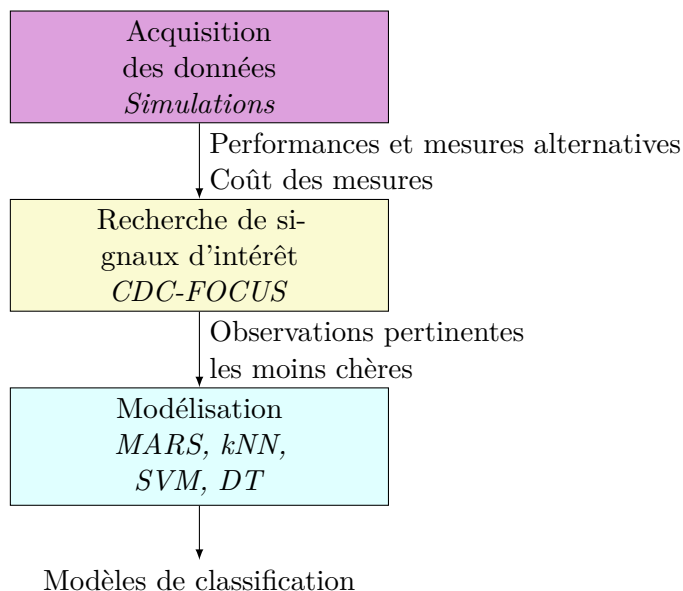 Acquisition
des données
Simulations
Performances et mesures alternatives
Coût des mesures
Recherche de si-
gnaux d'intérêt
CDC-FOCUS
Observations pertinentes
les moins chères
Modélisation
MARS, kNN,
SVM, DT
Modèles de classification